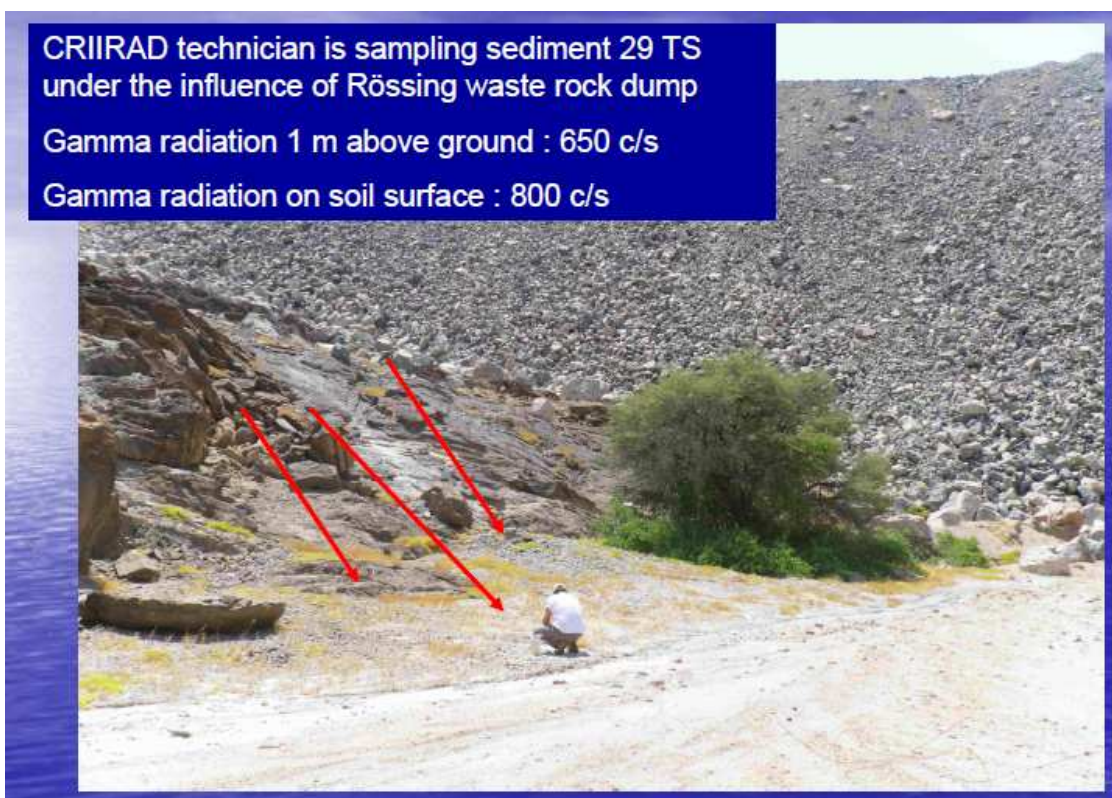 CRIIRAD technician is sampling sediment 29 TS
under the influence of Rössing waste rock dump
Gamma radiation 1 m above ground : 650 c/s
Gamma radiation on soil surface : 800 c/s